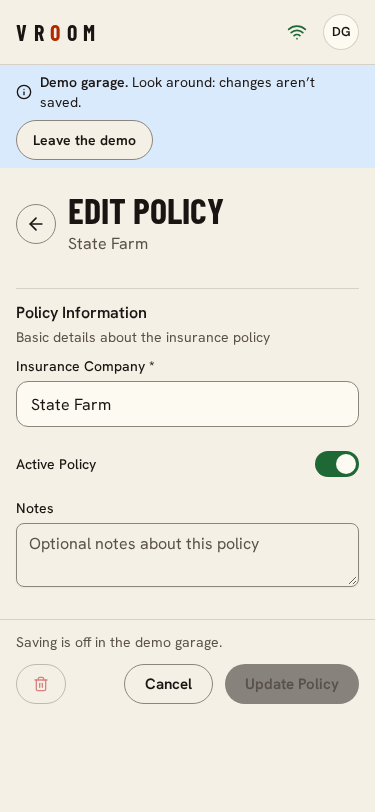 VROOM
DG
Demo garage. Look around: changes aren’t
saved.
Leave the demo
EDIT POLICY
State Farm
Policy Information
Basic details about the insurance policy
Insurance Company *
State Farm
Active Policy
Notes
Optional notes about this policy
Saving is off in the demo garage.
Cancel
Update Policy